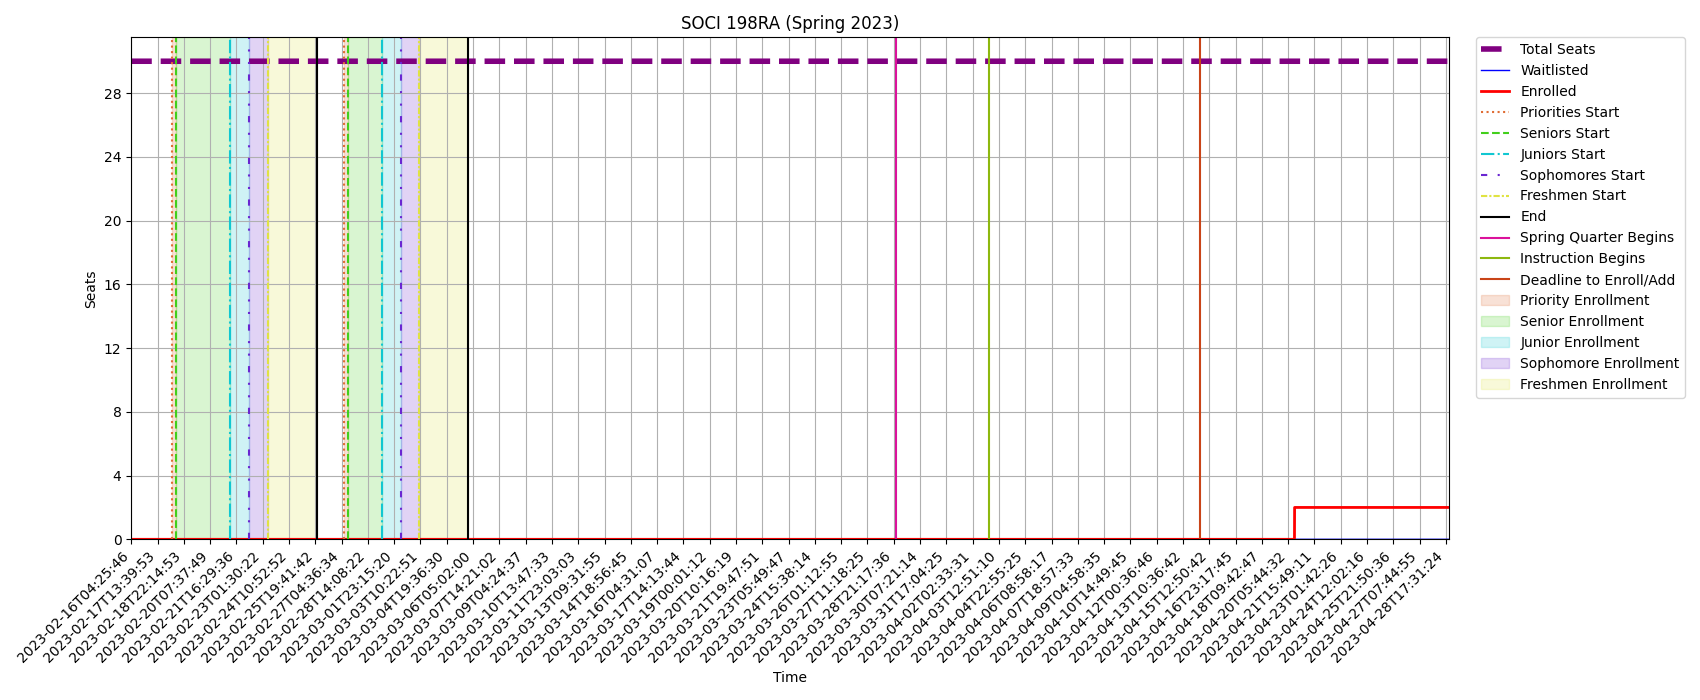 SOCI 198RA (Spring 2023)
Seats
28
24
20
16
12
8
4
0
2023-02-16T04:25:46
2023-02-17T13:39:53
2023-02-18T22:14:53
2023-02-20T07:37:49
2023-02-21T16:29:36
2023-02-23T01:30:22
2023-02-24T10:52:52
2023-02-25T19:41:42
2023-02-27T04:36:34
2023-02-28T14:08:22
2023-03-01T23:15:20
2023-03-03T10:22:51
2023-03-04T19:36:30
2023-03-06T05:02:00
2023-03-07T14:21:02
2023-03-09T04:24:37
2023-03-10T13:47:33
2023-03-11T23:03:03
2023-03-13T09:31:55
2023-03-14T18:56:45
2023-03-16T04:31:07
2023-03-17T14:13:44
2023-03-19T00:01:12
2023-03-20T10:16:19
2023-03-21T19:47:51
2023-03-23T05:49:47
2023-03-24T15:38:14
2023-03-26T01:12:55
2023-03-27T11:18:25
2023-03-28T21:17:36
2023-03-30T07:21:14
2023-03-31T17:04:25
2023-04-02T02:33:31
2023-04-03T12:51:10
2023-04-04T22:55:25
2023-04-06T08:58:17
2023-04-07T18:57:33
2023-04-09T04:58:35
2023-04-10T14:49:45
2023-04-12T00:36:46
2023-04-13T10:36:42
2023-04-15T12:50:42
2023-04-16T23:17:45
2023-04-18T09:42:47
2023-04-20T05:44:32
2023-04-21T15:49:11
2023-04-23T01:42:26
2023-04-24T12:02:16
2023-04-25T21:50:36
2023-04-27T07:44:55
2023-04-28T17:31:24
Time
Total Seats
Waitlisted
Enrolled
Priorities Start
Seniors Start
Juniors Start
Sophomores Start
Freshmen Start
End
Spring Quarter Begins
Instruction Begins
Deadline to Enroll/Add
Priority Enrollment
Senior Enrollment
Junior Enrollment
Sophomore Enrollment
Freshmen Enrollment